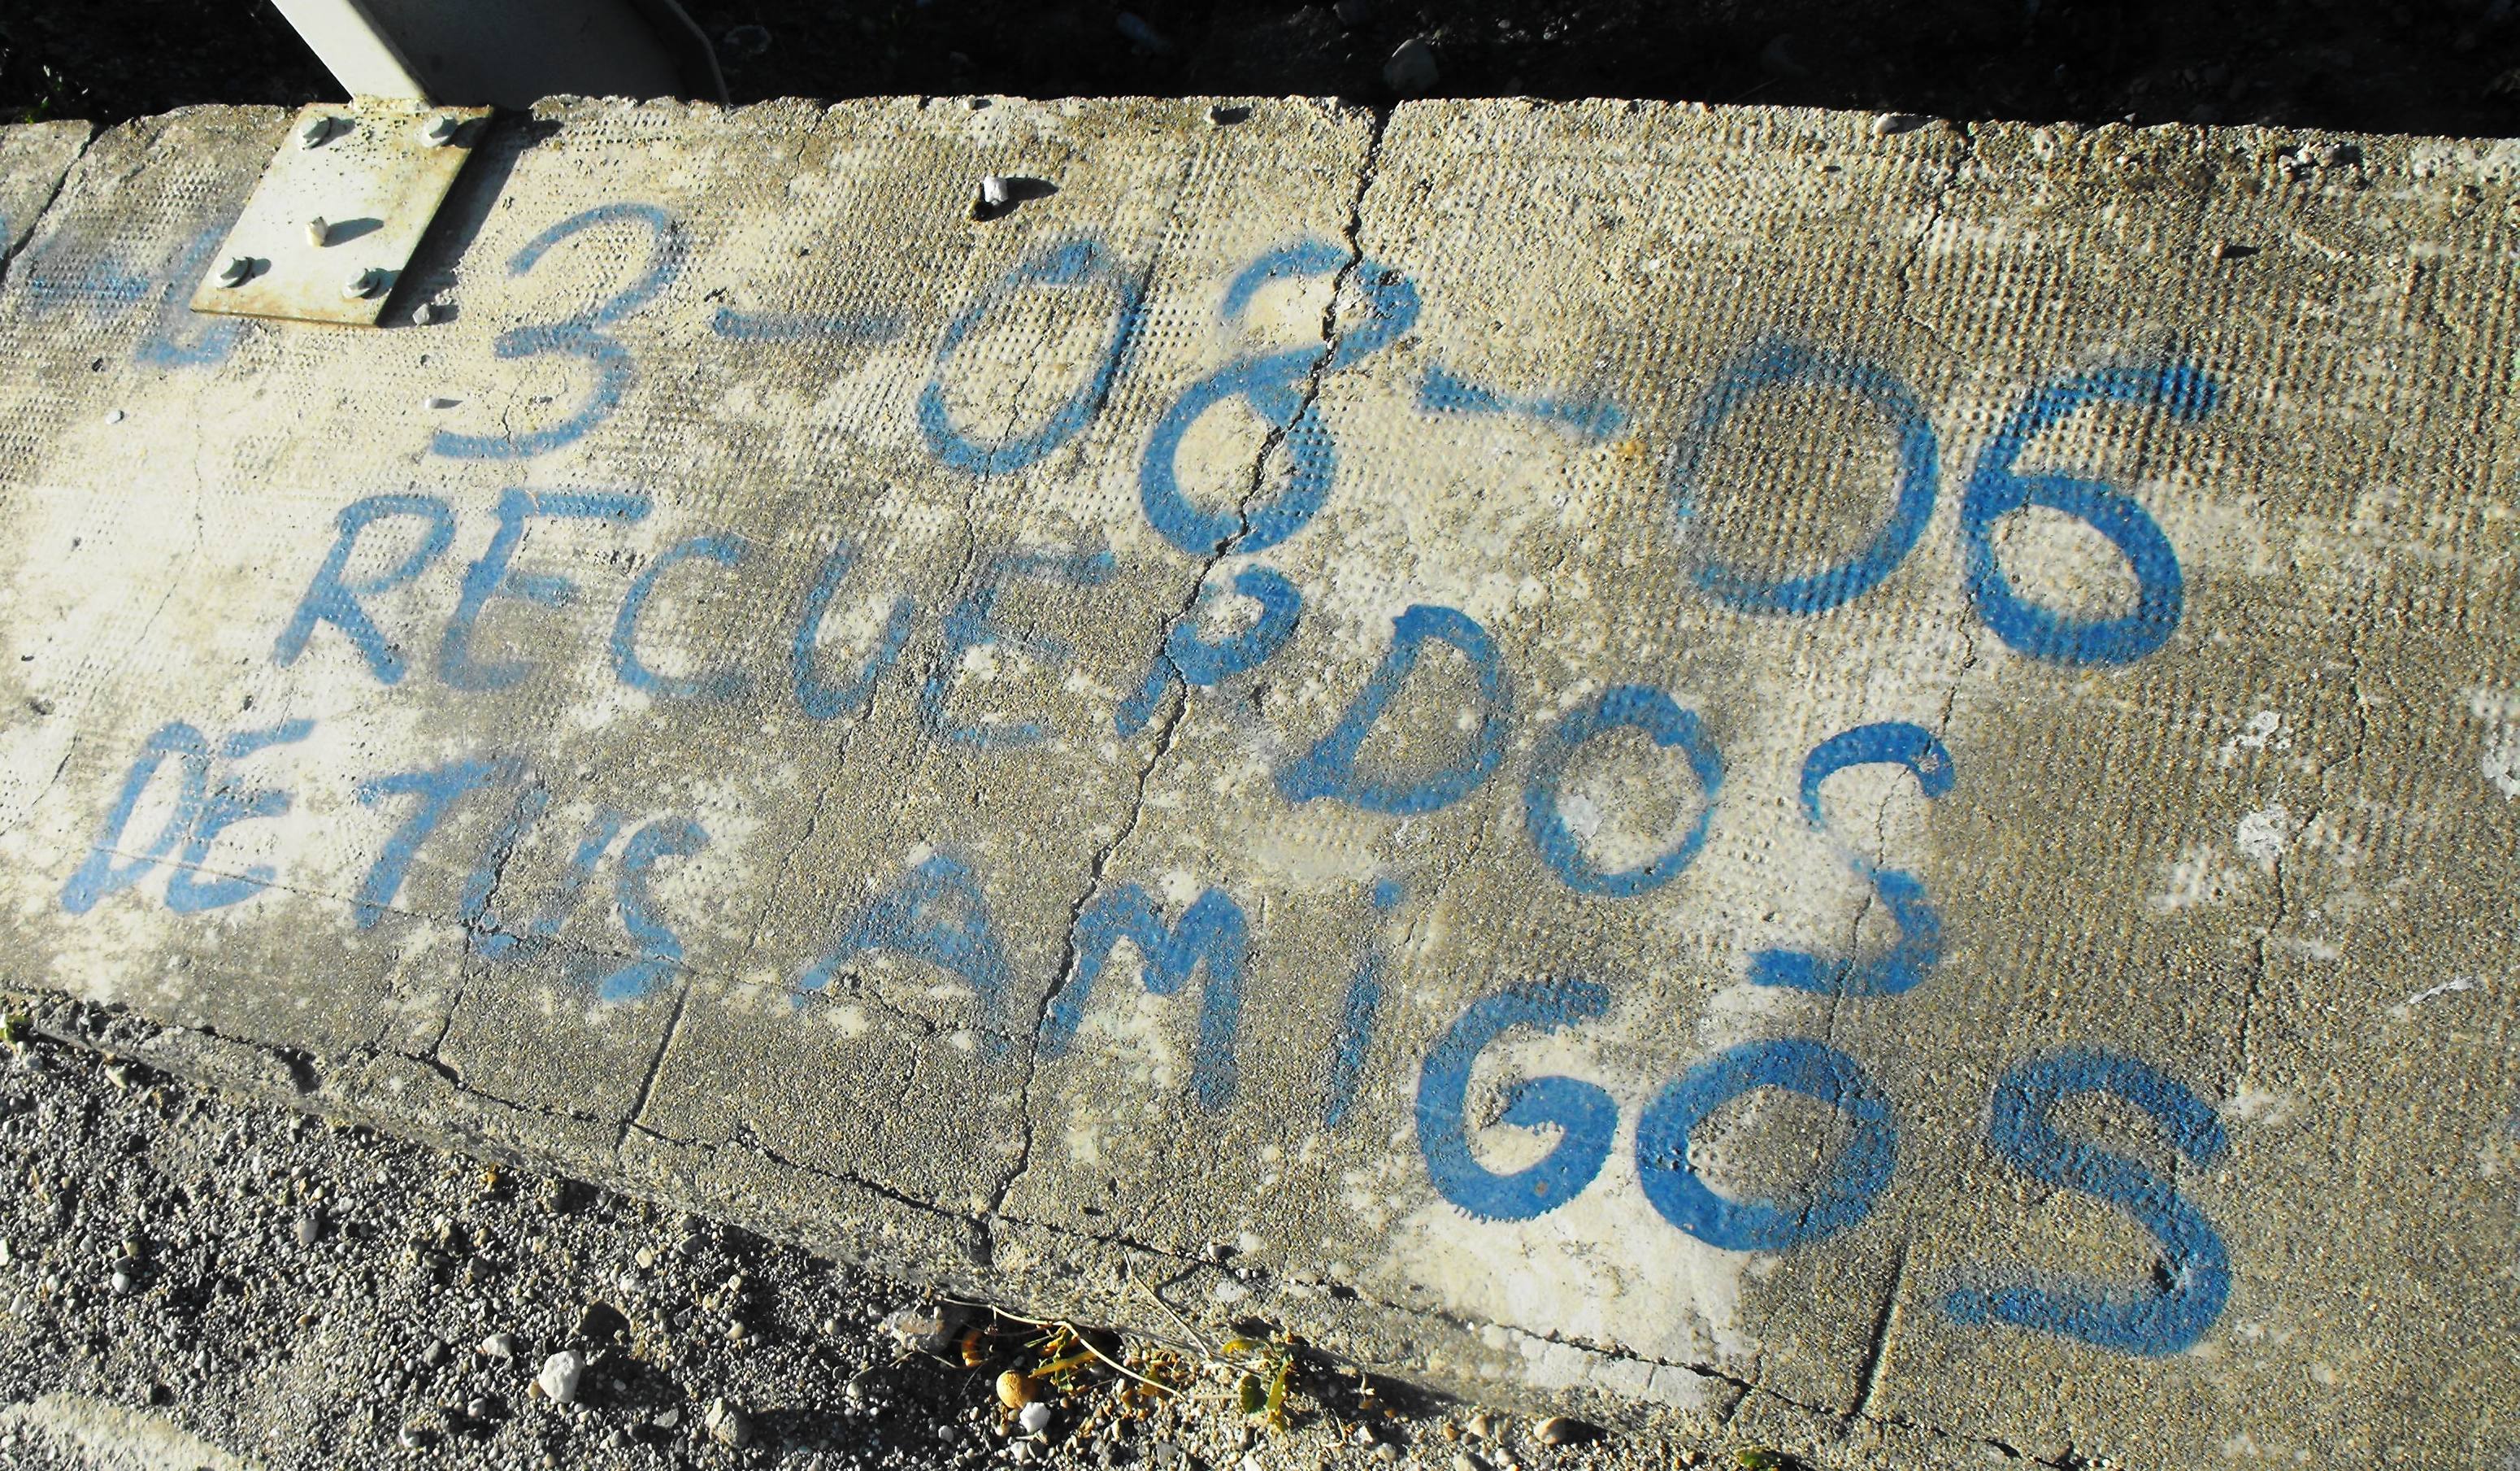 3-08-06
RECUERDOS
DE TUS AMiGOS